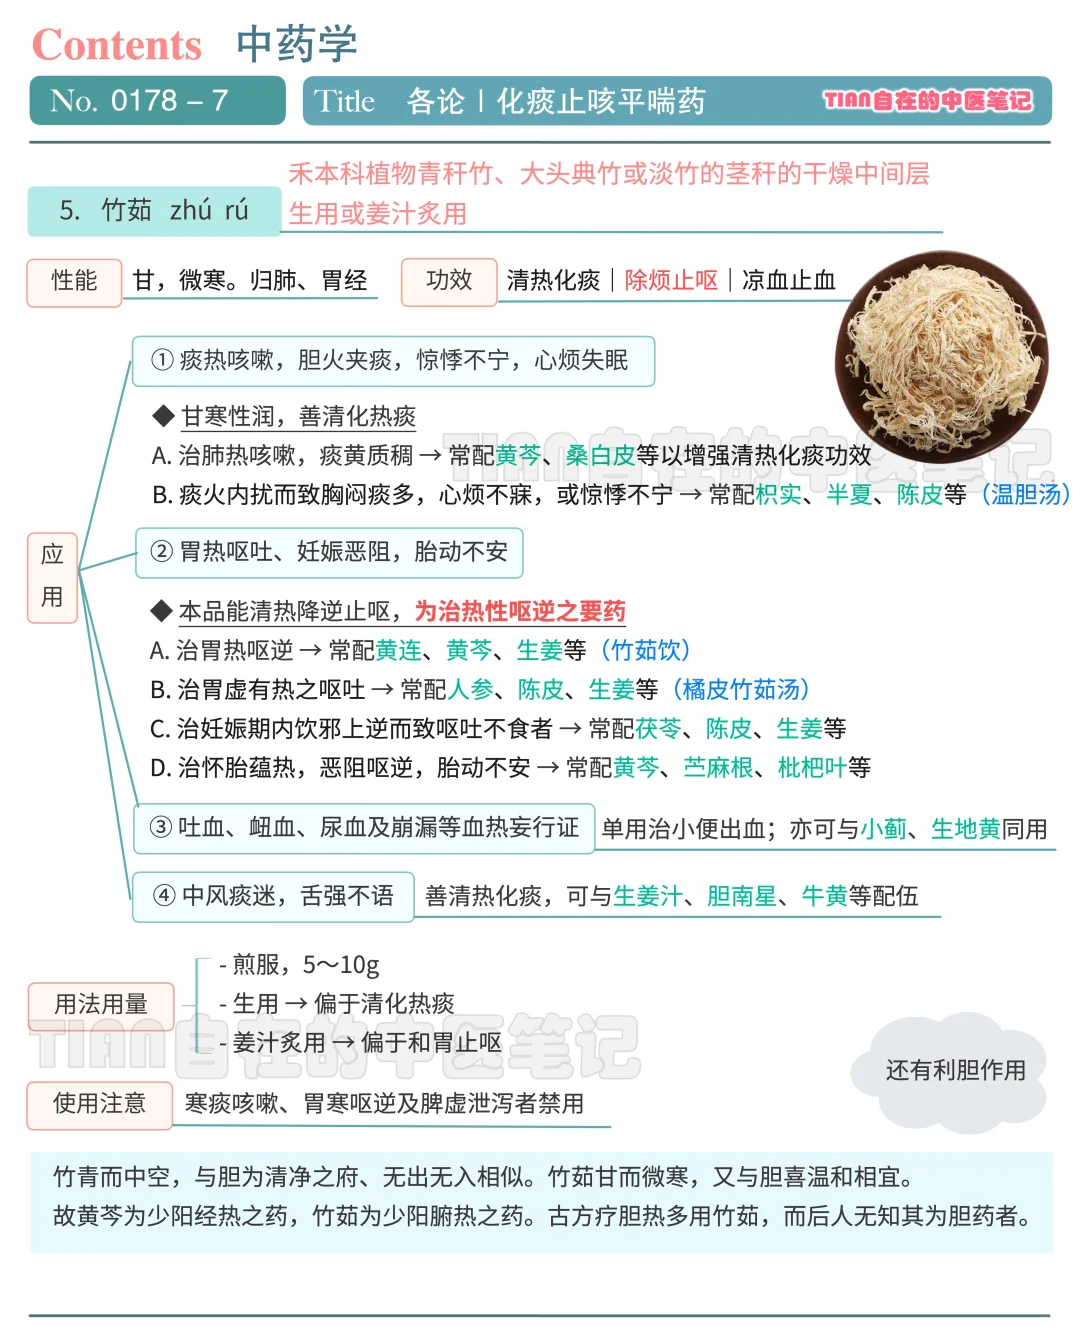 Contents 中药学
No. 0178 – 7
Title 各论丨化痰止咳平喘药
TIAN自在的中医笔记
5. 竹茹 zhú rú
禾本科植物青秆竹、大头典竹或淡竹的茎秆的干燥中间层
生用或姜汁炙用
性能
甘，微寒。归肺、胃经
功效
清热化痰｜除烦止呕｜凉血止血
应用
① 痰热咳嗽，胆火夹痰，惊悸不宁，心烦失眠
◆ 甘寒性润，善清化热痰
A. 治肺热咳嗽，痰黄质稠 → 常配黄芩、桑白皮等以增强清热化痰功效
B. 痰火内扰而致胸闷痰多，心烦不寐，或惊悸不宁 → 常配枳实、半夏、陈皮等（温胆汤）
② 胃热呕吐、妊娠恶阻，胎动不安
◆ 本品能清热降逆止呕，为治热性呕逆之要药
A. 治胃热呕逆 → 常配黄连、黄芩、生姜等（竹茹饮）
B. 治胃虚有热之呕吐 → 常配人参、陈皮、生姜等（橘皮竹茹汤）
C. 治妊娠期内饮邪上逆而致呕吐不食者 → 常配茯苓、陈皮、生姜等
D. 治怀胎蕴热，恶阻呕逆，胎动不安 → 常配黄芩、苎麻根、枇杷叶等
③ 吐血、衄血、尿血及崩漏等血热妄行证
单用治小便出血；亦可与小蓟、生地黄同用
④ 中风痰迷，舌强不语
善清热化痰，可与生姜汁、胆南星、牛黄等配伍
用法用量
- 煎服，5～10g
- 生用 → 偏于清化热痰
- 姜汁炙用 → 偏于和胃止呕
TIAN自在的中医笔记
还有利胆作用
使用注意
寒痰咳嗽、胃寒呕逆及脾虚泄泻者禁用
竹青而中空，与胆为清净之府、无出无入相似。竹茹甘而微寒，又与胆喜温和相宜。
故黄芩为少阳经热之药，竹茹为少阳腑热之药。古方疗胆热多用竹茹，而后人无知其为胆药者。